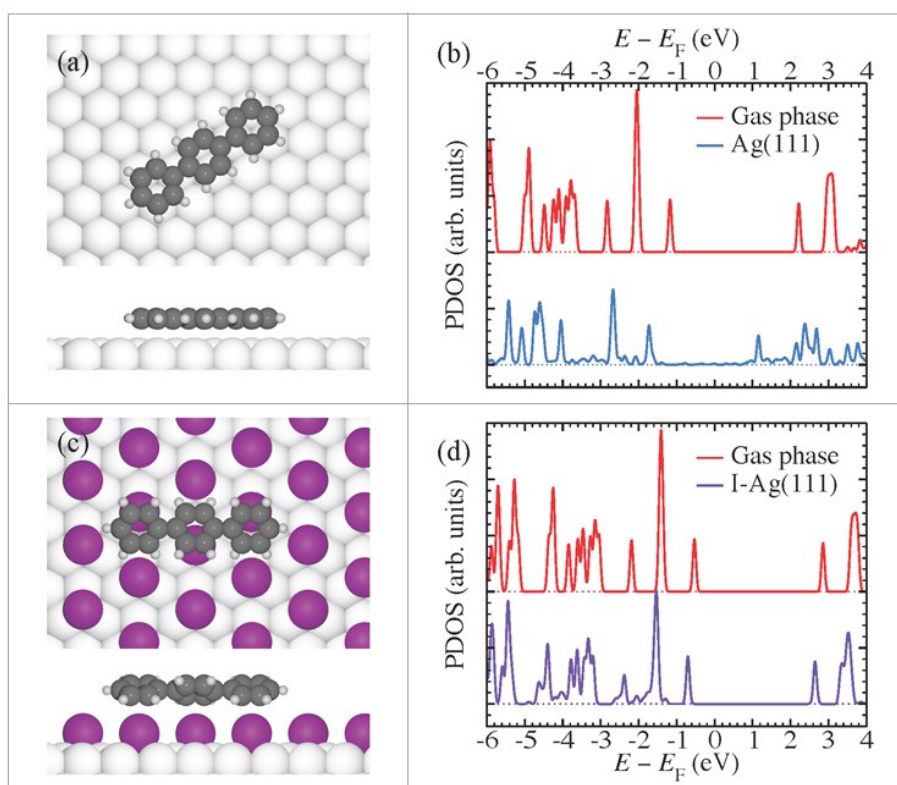 (a)
(b)
E – E_F (eV)
-6 -5 -4 -3 -2 -1 0 1 2 3 4
Gas phase
Ag(111)
PDOS (arb. units)
(c)
(d)
Gas phase
I-Ag(111)
PDOS (arb. units)
-6 -5 -4 -3 -2 -1 0 1 2 3 4
E – E_F (eV)